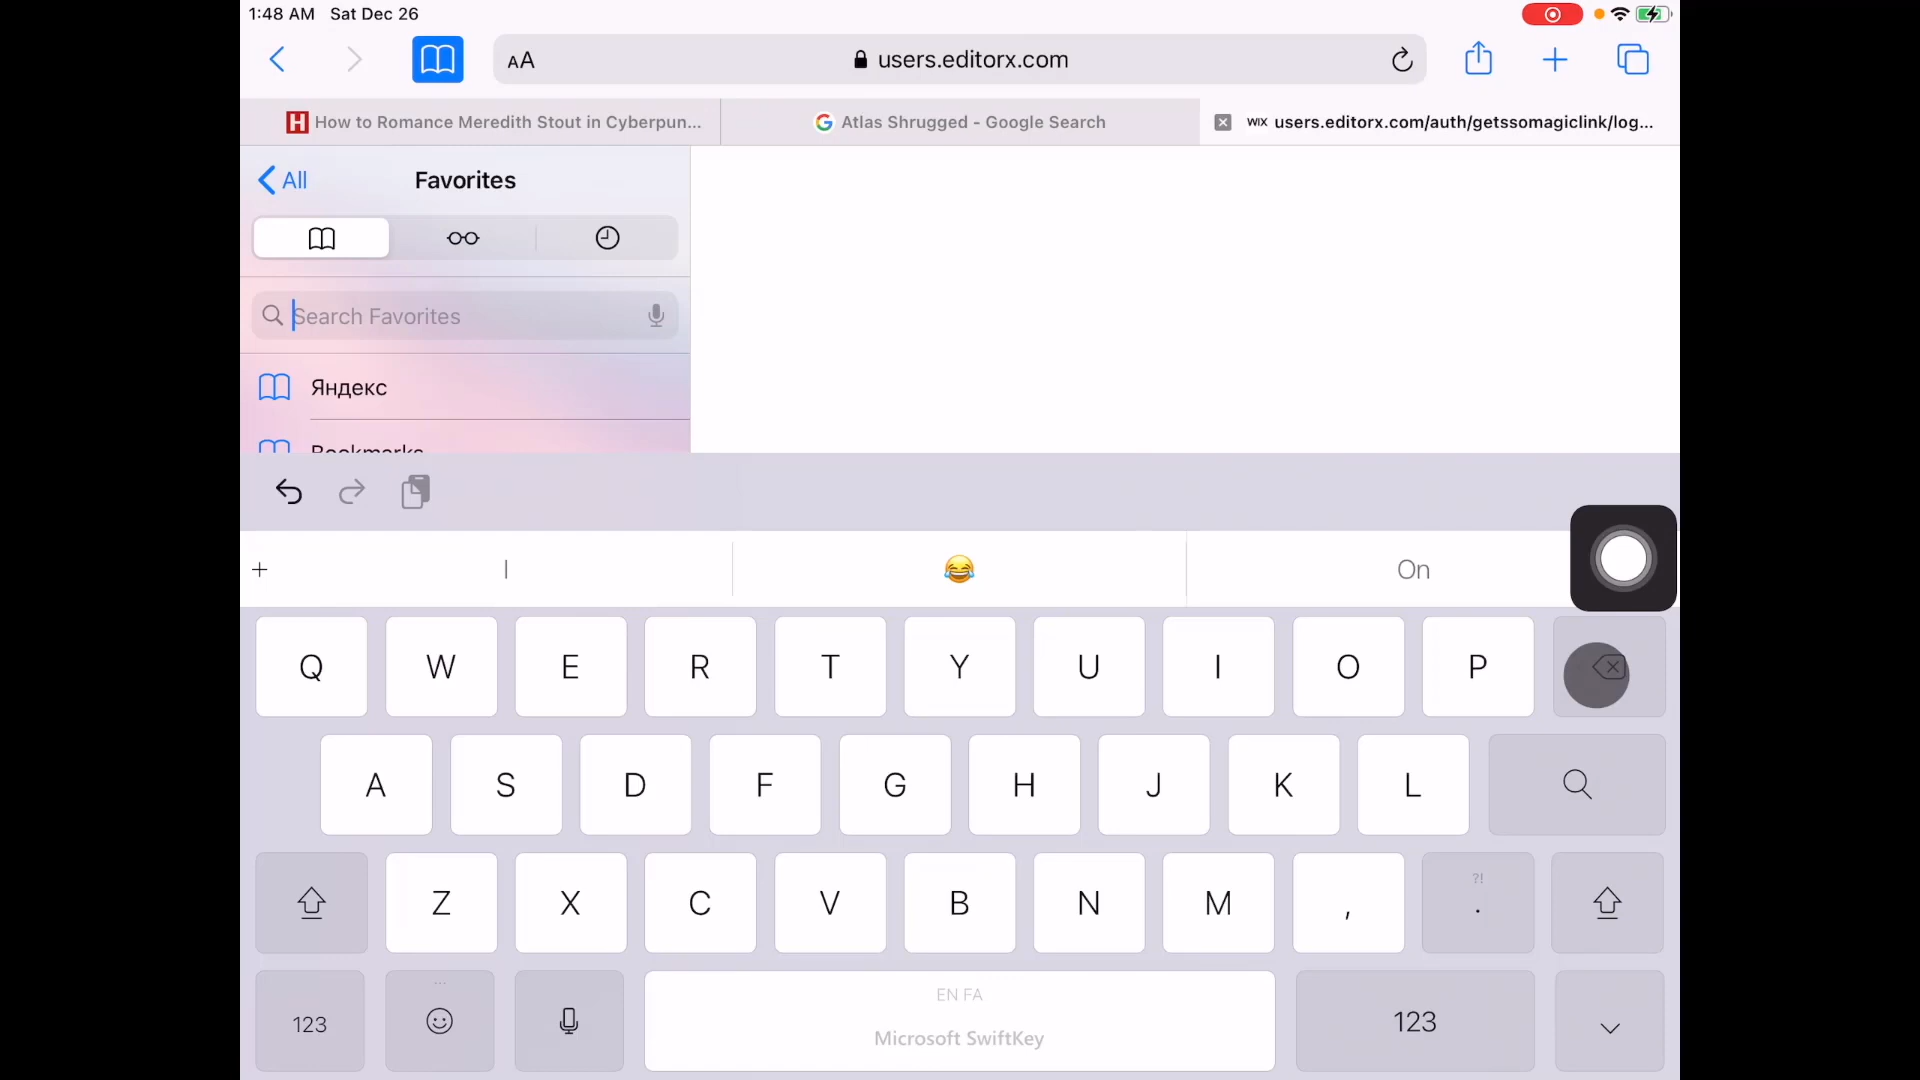 1:48 AM Sat Dec 26
AA users.editorx.com
H How to Romance Meredith Stout in Cyberpun...
G Atlas Shrugged - Google Search
WIX users.editorx.com/auth/getssomagiclink/log...
All Favorites
Search Favorites
Яндекс
Bookmarks
+ I 😂 On
Q W E R T Y U I O P
A S D F G H J K L
?!
Z X C V B N M , .
...
EN FA
123 123
Microsoft SwiftKey